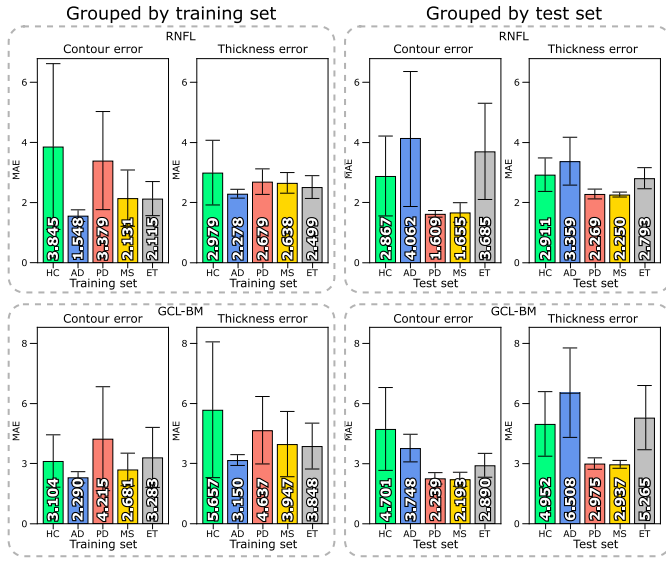 Grouped by training set
Grouped by test set
RNFL
Contour error
Thickness error
MAE
6
4
2
0
3.845
1.548
3.379
2.131
2.115
HC AD PD MS ET
Training set
6
4
2
0
2.979
2.278
2.679
2.638
2.499
HC AD PD MS ET
Training set
RNFL
Contour error
Thickness error
MAE
6
4
2
0
2.867
4.062
1.609
1.655
3.685
HC AD PD MS ET
Test set
6
4
2
0
2.911
3.359
2.269
2.250
2.793
HC AD PD MS ET
Test set
GCL-BM
Contour error
Thickness error
MAE
8
6
3
0
3.104
2.290
4.215
2.681
3.283
HC AD PD MS ET
Training set
MAE
8
6
3
0
5.657
3.150
4.637
3.947
3.848
HC AD PD MS ET
Training set
GCL-BM
Contour error
Thickness error
MAE
8
6
3
0
4.701
3.748
2.239
2.193
2.890
HC AD PD MS ET
Test set
MAE
8
6
3
0
4.952
6.508
2.975
2.937
5.265
HC AD PD MS ET
Test set